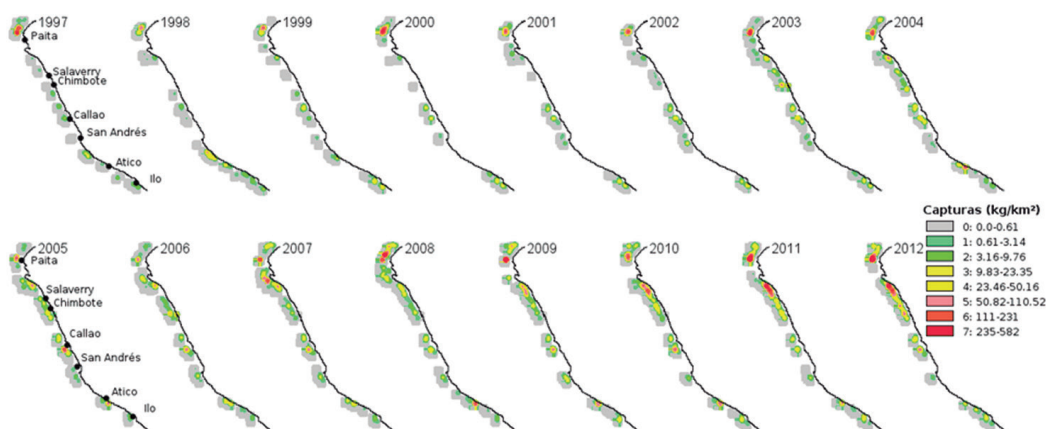 1997
1998
1999
2000
2001
2002
2003
2004
Paita
Salaverry
Chimbote
Callao
San Andrés
Atico
Ilo
2005
2006
2007
2008
2009
2010
2011
2012
Paita
Salaverry
Chimbote
Callao
San Andrés
Atico
Ilo
Capturas (kg/km²)
0: 0.0-0.61
1: 0.61-3.14
2: 3.16-9.76
3: 9.83-23.35
4: 23.46-50.16
5: 50.82-110.52
6: 111-231
7: 235-582